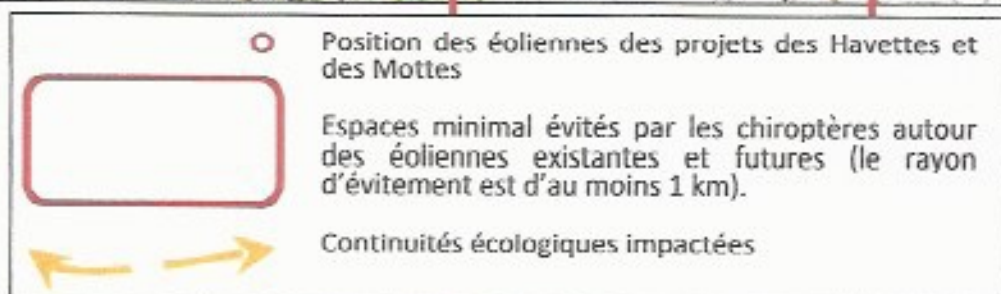 Position des éoliennes des projets des Havettes et
des Mottes
Espaces minimal évités par les chiroptères autour
des éoliennes existantes et futures (le rayon
d'évitement est d'au moins 1 km).
Continuités écologiques impactées